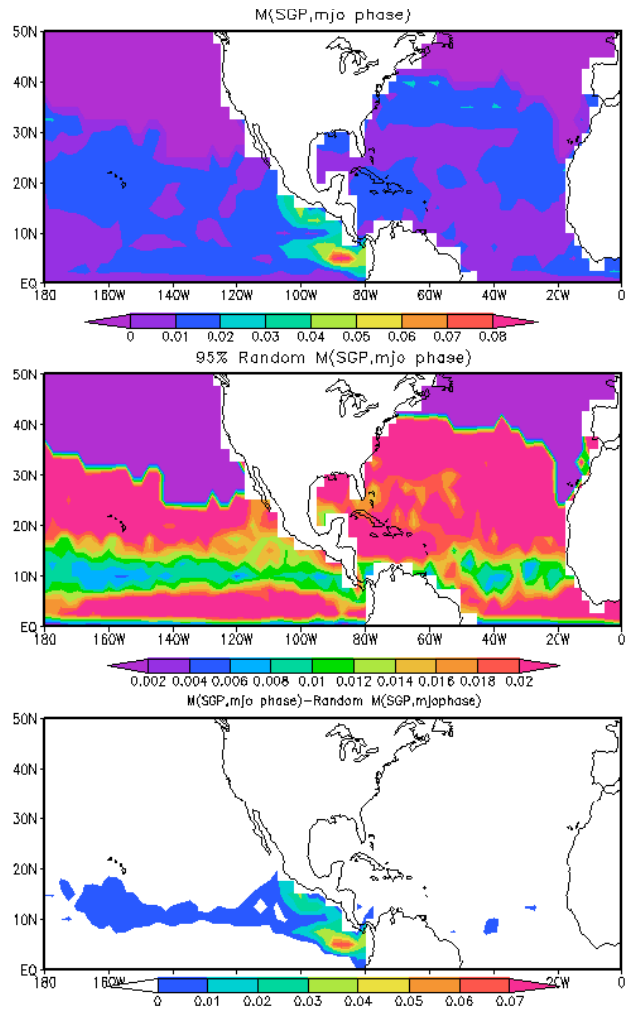 M(SGP,mjo phase)
50N
40N
30N
20N
10N
EQ
180 160W 140W 120W 100W 80W 60W 40W 20W 0
0 0.01 0.02 0.03 0.04 0.05 0.06 0.07 0.08
95% Random M(SGP,mjo phase)
50N
40N
30N
20N
10N
EQ
180 160W 140W 120W 100W 80W 60W 40W 20W 0
0.002 0.004 0.006 0.008 0.01 0.012 0.014 0.016 0.018 0.02
M(SGP,mjo phase)-Random M(SGP,mjophase)
50N
40N
30N
20N
10N
EQ
180 160W 20W 0
0 0.01 0.02 0.03 0.04 0.05 0.06 0.07